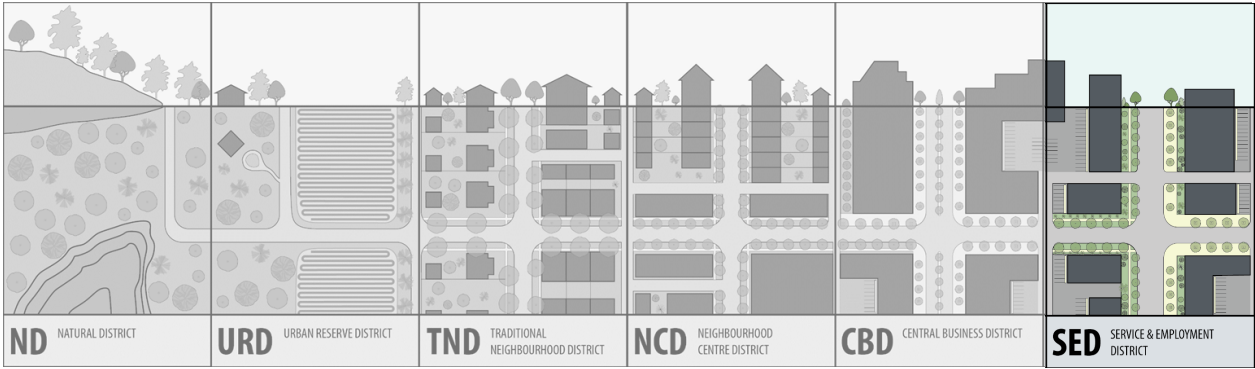 ND NATURAL DISTRICT
URD URBAN RESERVE DISTRICT
TND TRADITIONAL
NEIGHBOURHOOD DISTRICT
NCD NEIGHBOURHOOD
CENTRE DISTRICT
CBD CENTRAL BUSINESS DISTRICT
SED SERVICE & EMPLOYMENT
DISTRICT